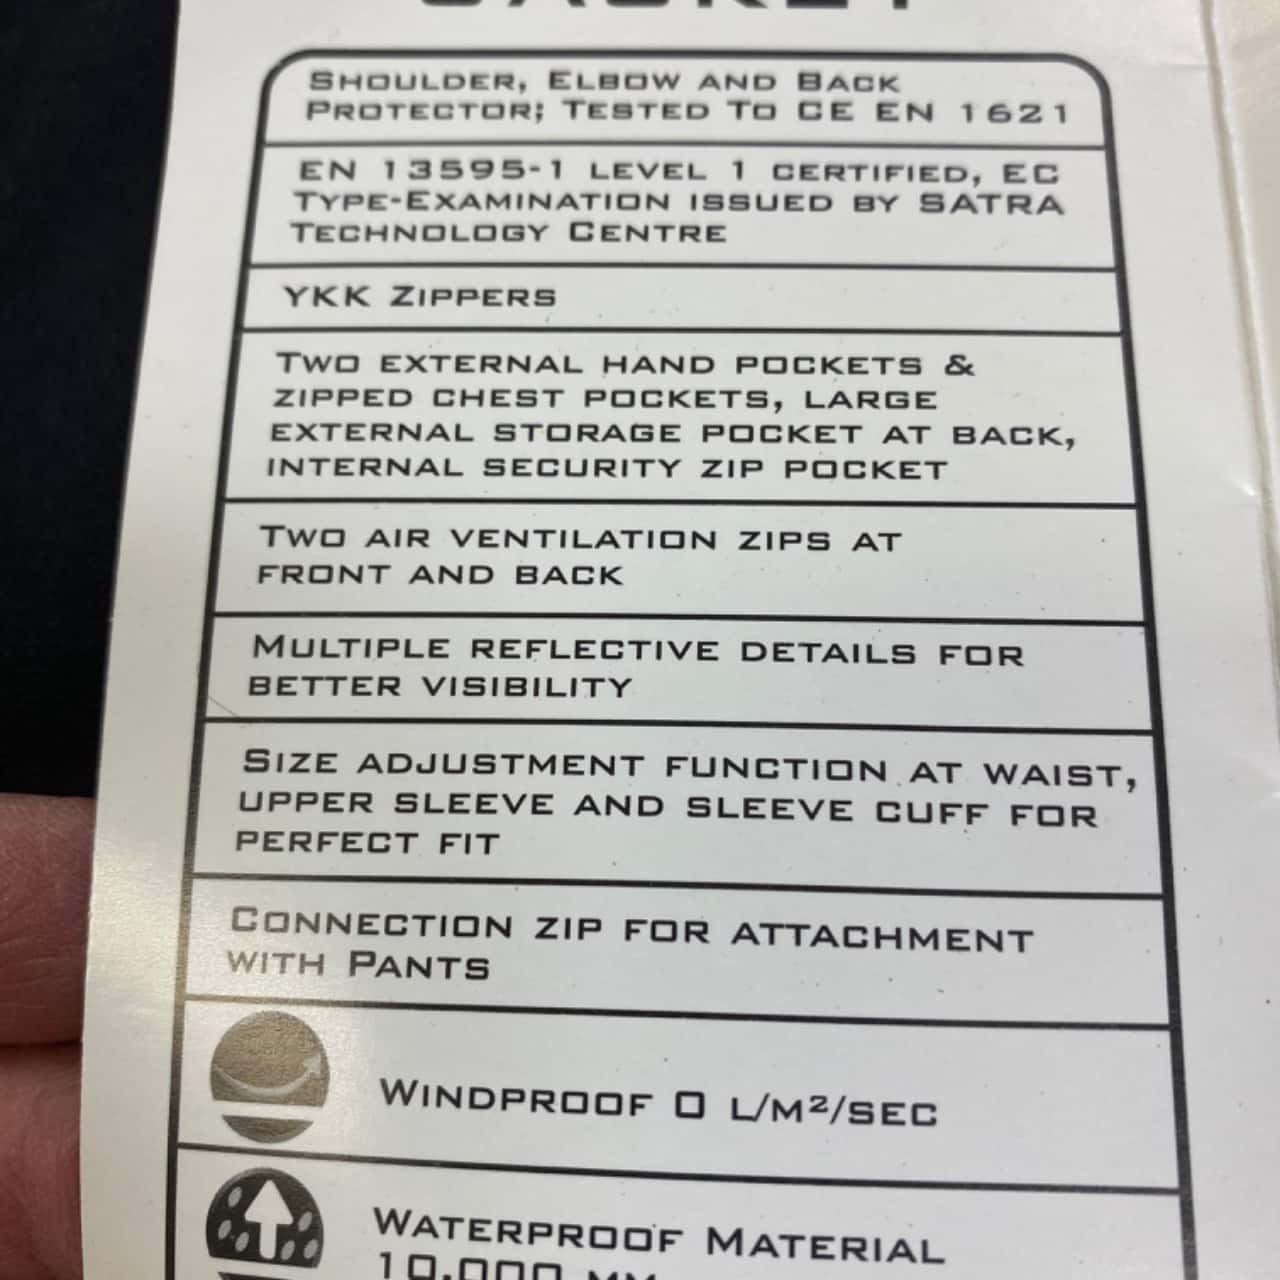 JACKET
SHOULDER, ELBOW AND BACK
PROTECTOR; TESTED TO CE EN 1621
EN 13595-1 LEVEL 1 CERTIFIED, EC
TYPE-EXAMINATION ISSUED BY SATRA
TECHNOLOGY CENTRE
YKK ZIPPERS
TWO EXTERNAL HAND POCKETS &
ZIPPED CHEST POCKETS, LARGE
EXTERNAL STORAGE POCKET AT BACK,
INTERNAL SECURITY ZIP POCKET
TWO AIR VENTILATION ZIPS AT
FRONT AND BACK
MULTIPLE REFLECTIVE DETAILS FOR
BETTER VISIBILITY
SIZE ADJUSTMENT FUNCTION AT WAIST,
UPPER SLEEVE AND SLEEVE CUFF FOR
PERFECT FIT
CONNECTION ZIP FOR ATTACHMENT
WITH PANTS
WINDPROOF 0 L/M²/SEC
WATERPROOF MATERIAL
10,000 MM